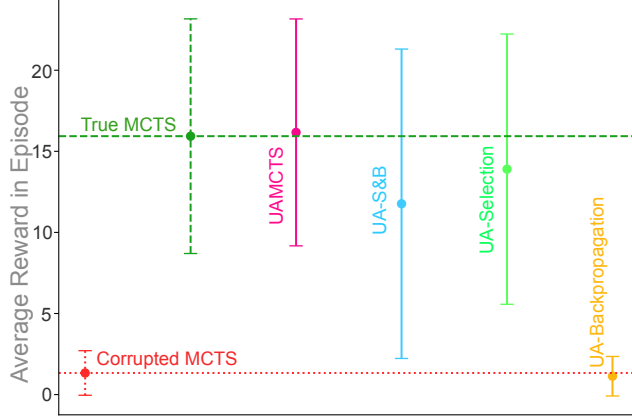 Average Reward in Episode
20
15
10
5
0
True MCTS
UAMCTS
UA-S&B
UA-Selection
UA-Backpropagation
Corrupted MCTS